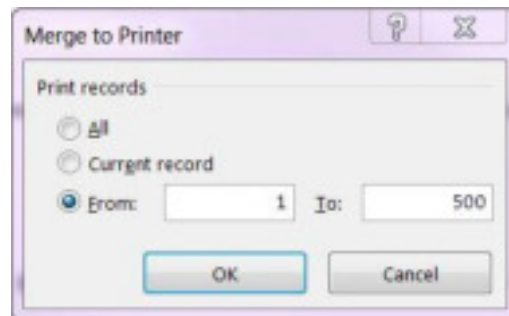 Merge to Printer
Print records
All
Current record
From: 1 To: 500
OK Cancel